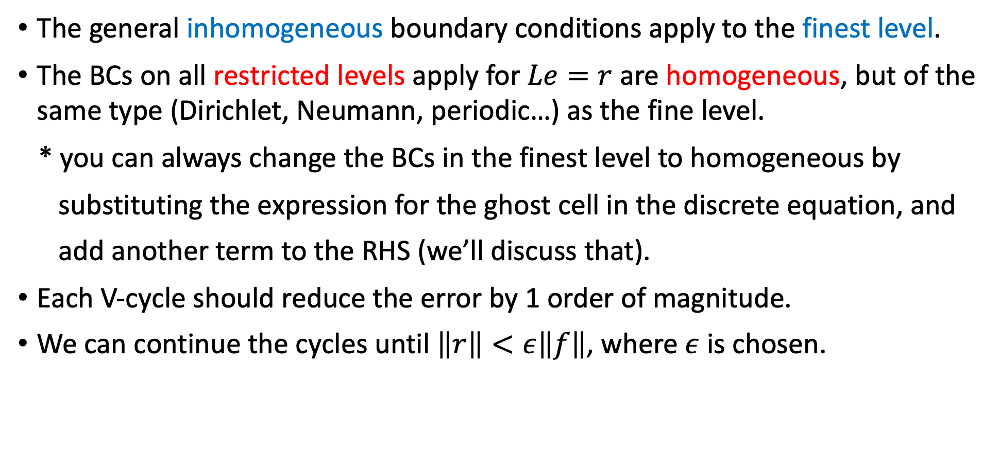 • The general inhomogeneous boundary conditions apply to the finest level.
• The BCs on all restricted levels apply for Le = r are homogeneous, but of the
same type (Dirichlet, Neumann, periodic...) as the fine level.
* you can always change the BCs in the finest level to homogeneous by
substituting the expression for the ghost cell in the discrete equation, and
add another term to the RHS (we’ll discuss that).
• Each V-cycle should reduce the error by 1 order of magnitude.
• We can continue the cycles until ‖r‖ < ϵ‖f‖, where ϵ is chosen.